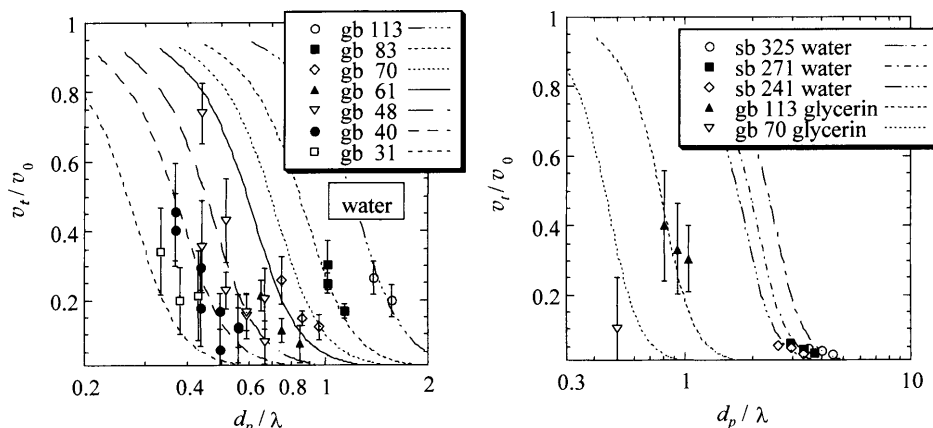 1
0.8
0.6
0.4
0.2
v_t / v_0
gb 113
gb 83
gb 70
gb 61
gb 48
gb 40
gb 31
water
0.2
0.4
0.6
0.8
1
2
d_p / λ
1
0.8
0.6
0.4
0.2
v_t / v_0
sb 325 water
sb 271 water
sb 241 water
gb 113 glycerin
gb 70 glycerin
0.3
1
10
d_p / λ